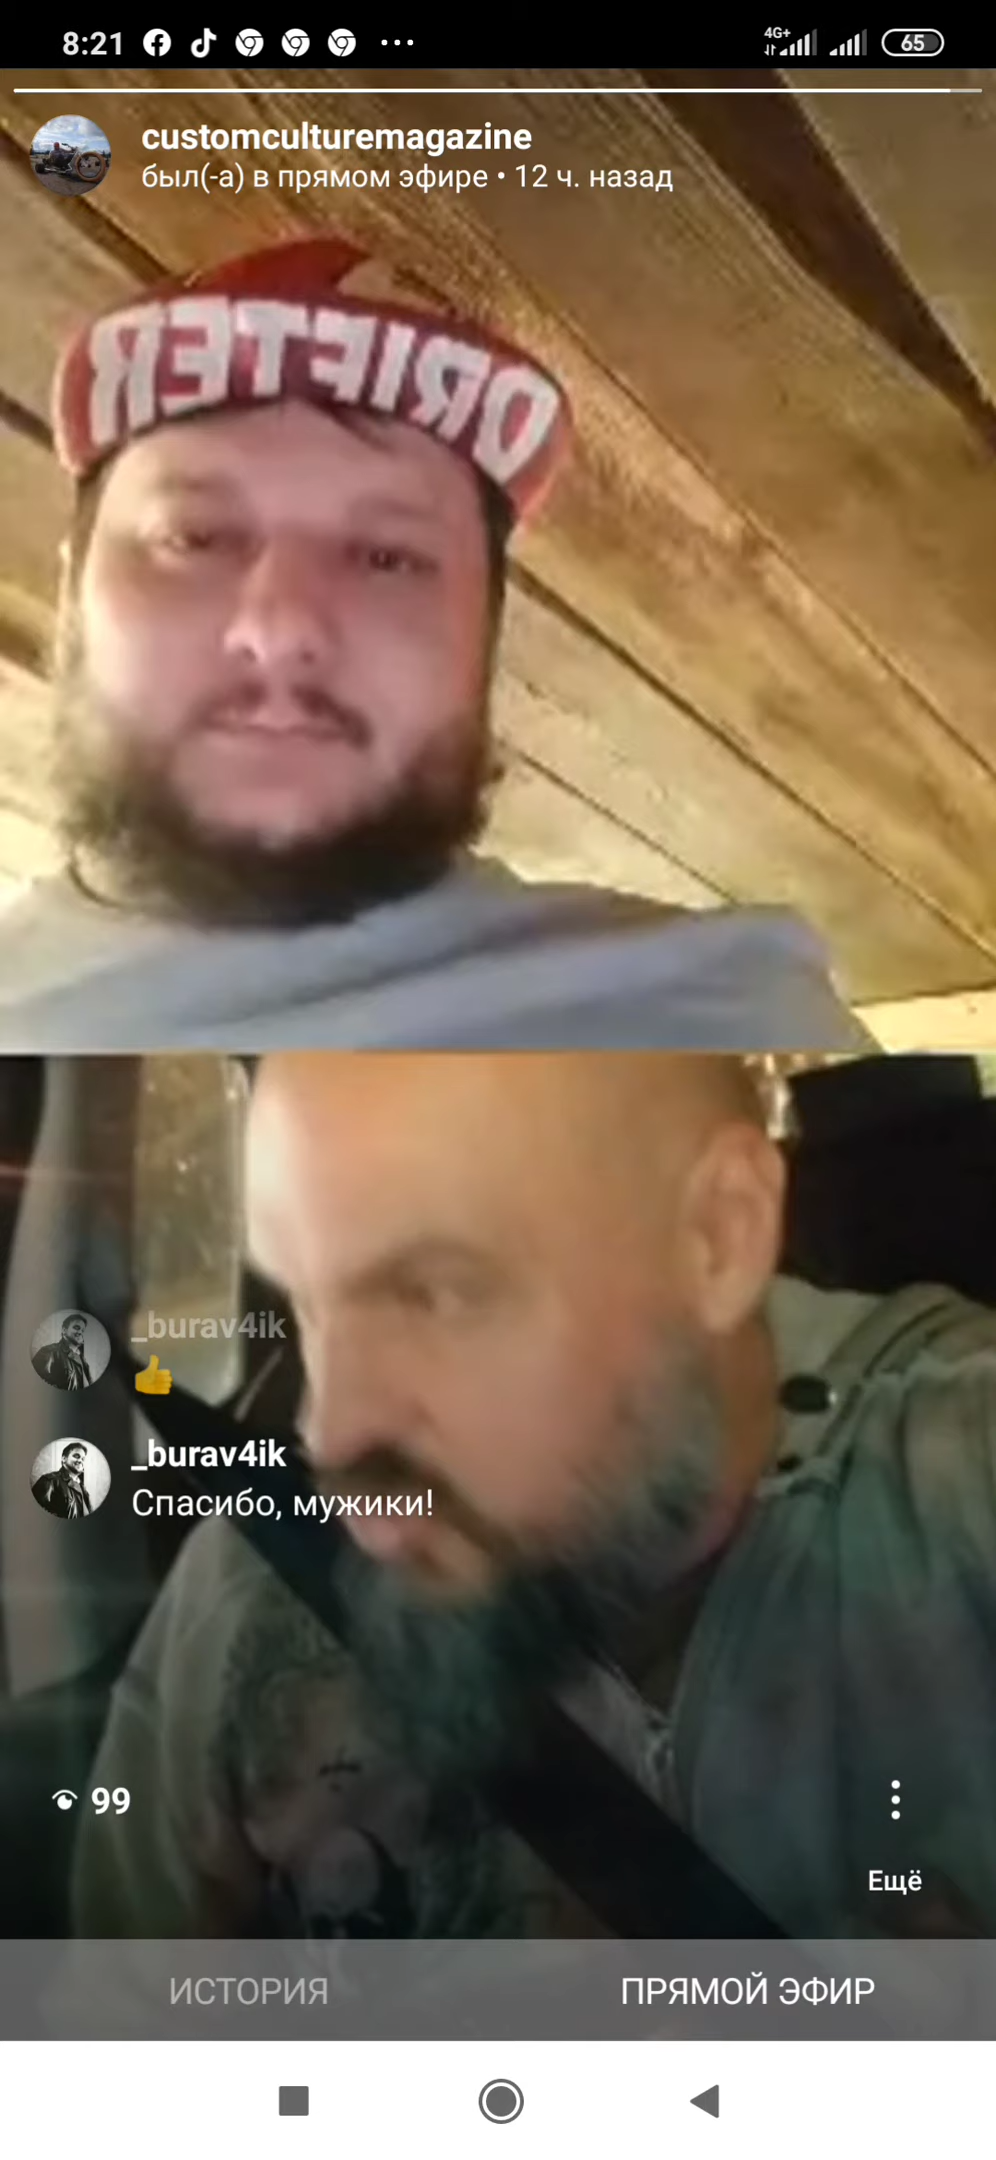 8:21
4G+
65
customculturemagazine
был(-а) в прямом эфире • 12 ч. назад
DRIFTER
_burav4ik
👍
_burav4ik
Спасибо, мужики!
99
Ещё
ИСТОРИЯ
ПРЯМОЙ ЭФИР